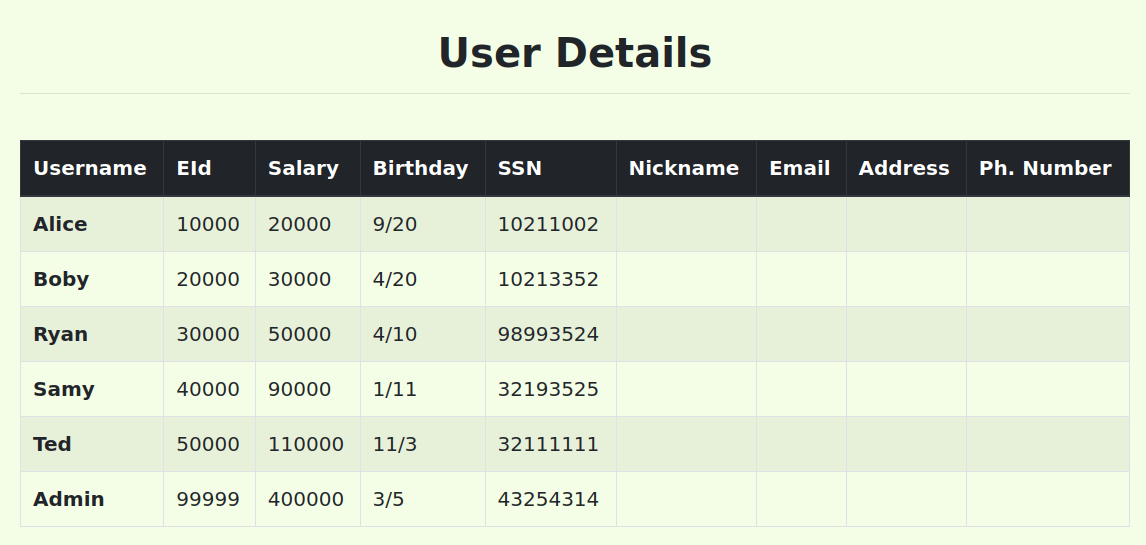 User Details
Username EId Salary Birthday SSN Nickname Email Address Ph. Number
Alice 10000 20000 9/20 10211002
Boby 20000 30000 4/20 10213352
Ryan 30000 50000 4/10 98993524
Samy 40000 90000 1/11 32193525
Ted 50000 110000 11/3 32111111
Admin 99999 400000 3/5 43254314